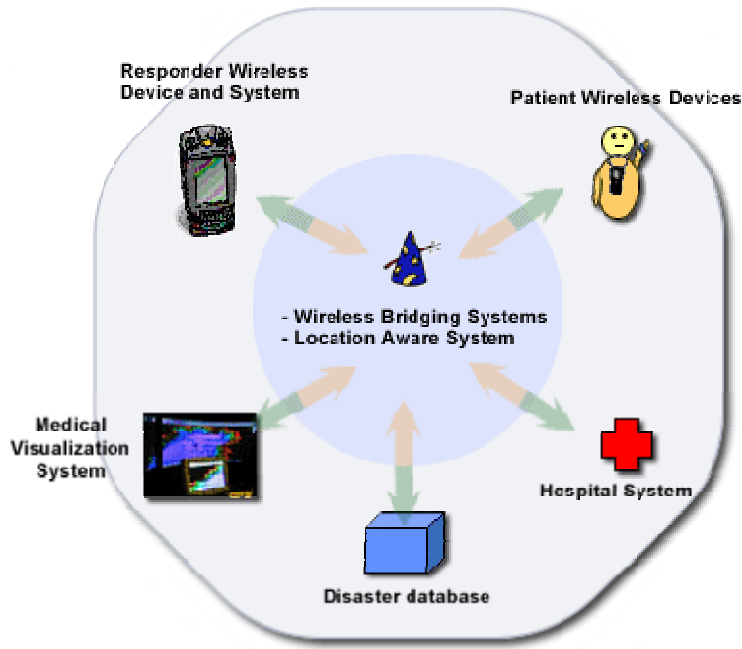 Responder Wireless
Device and System
Patient Wireless Devices
- Wireless Bridging Systems
- Location Aware System
Medical
Visualization
System
Hospital System
Disaster database